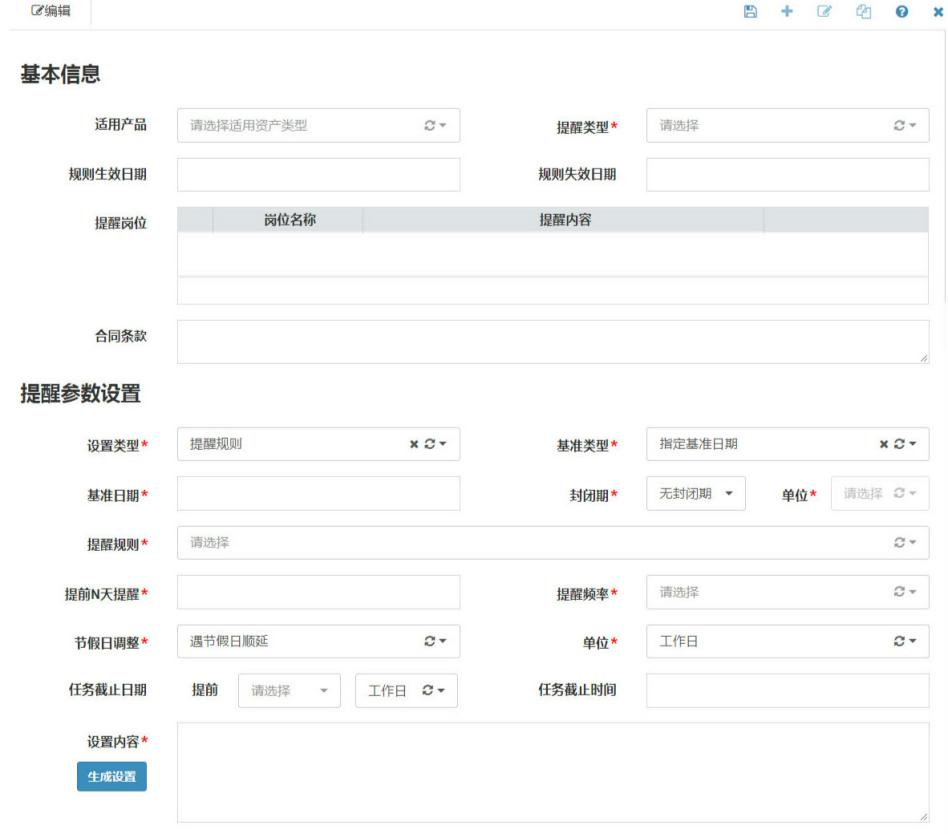 编辑
基本信息
适用产品 请选择适用资产类型 提醒类型* 请选择
规则生效日期 规则失效日期
提醒岗位 岗位名称 提醒内容
合同条款
提醒参数设置
设置类型* 提醒规则 基准类型* 指定基准日期
基准日期* 封闭期* 无封闭期 单位* 请选择
提醒规则* 请选择
提前N天提醒* 提醒频率* 请选择
节假日调整* 遇节假日顺延 单位* 工作日
任务截止日期 提前 请选择 工作日 任务截止时间
设置内容*
生成设置